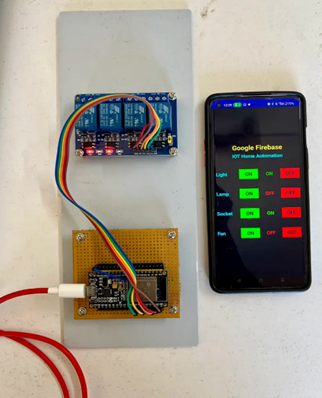 Google Firebase
IOT Home Automation
Light ON ON OFF
Lamp ON OFF OFF
Socket ON ON OFF
Fan ON OFF OFF